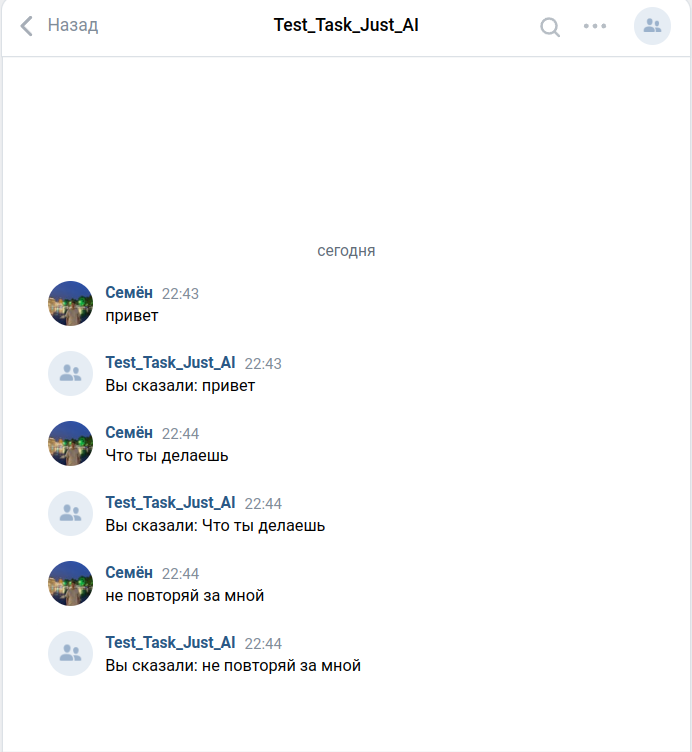 Назад
Test_Task_Just_AI
сегодня
Семён 22:43
привет
Test_Task_Just_AI 22:43
Вы сказали: привет
Семён 22:44
Что ты делаешь
Test_Task_Just_AI 22:44
Вы сказали: Что ты делаешь
Семён 22:44
не повторяй за мной
Test_Task_Just_AI 22:44
Вы сказали: не повторяй за мной